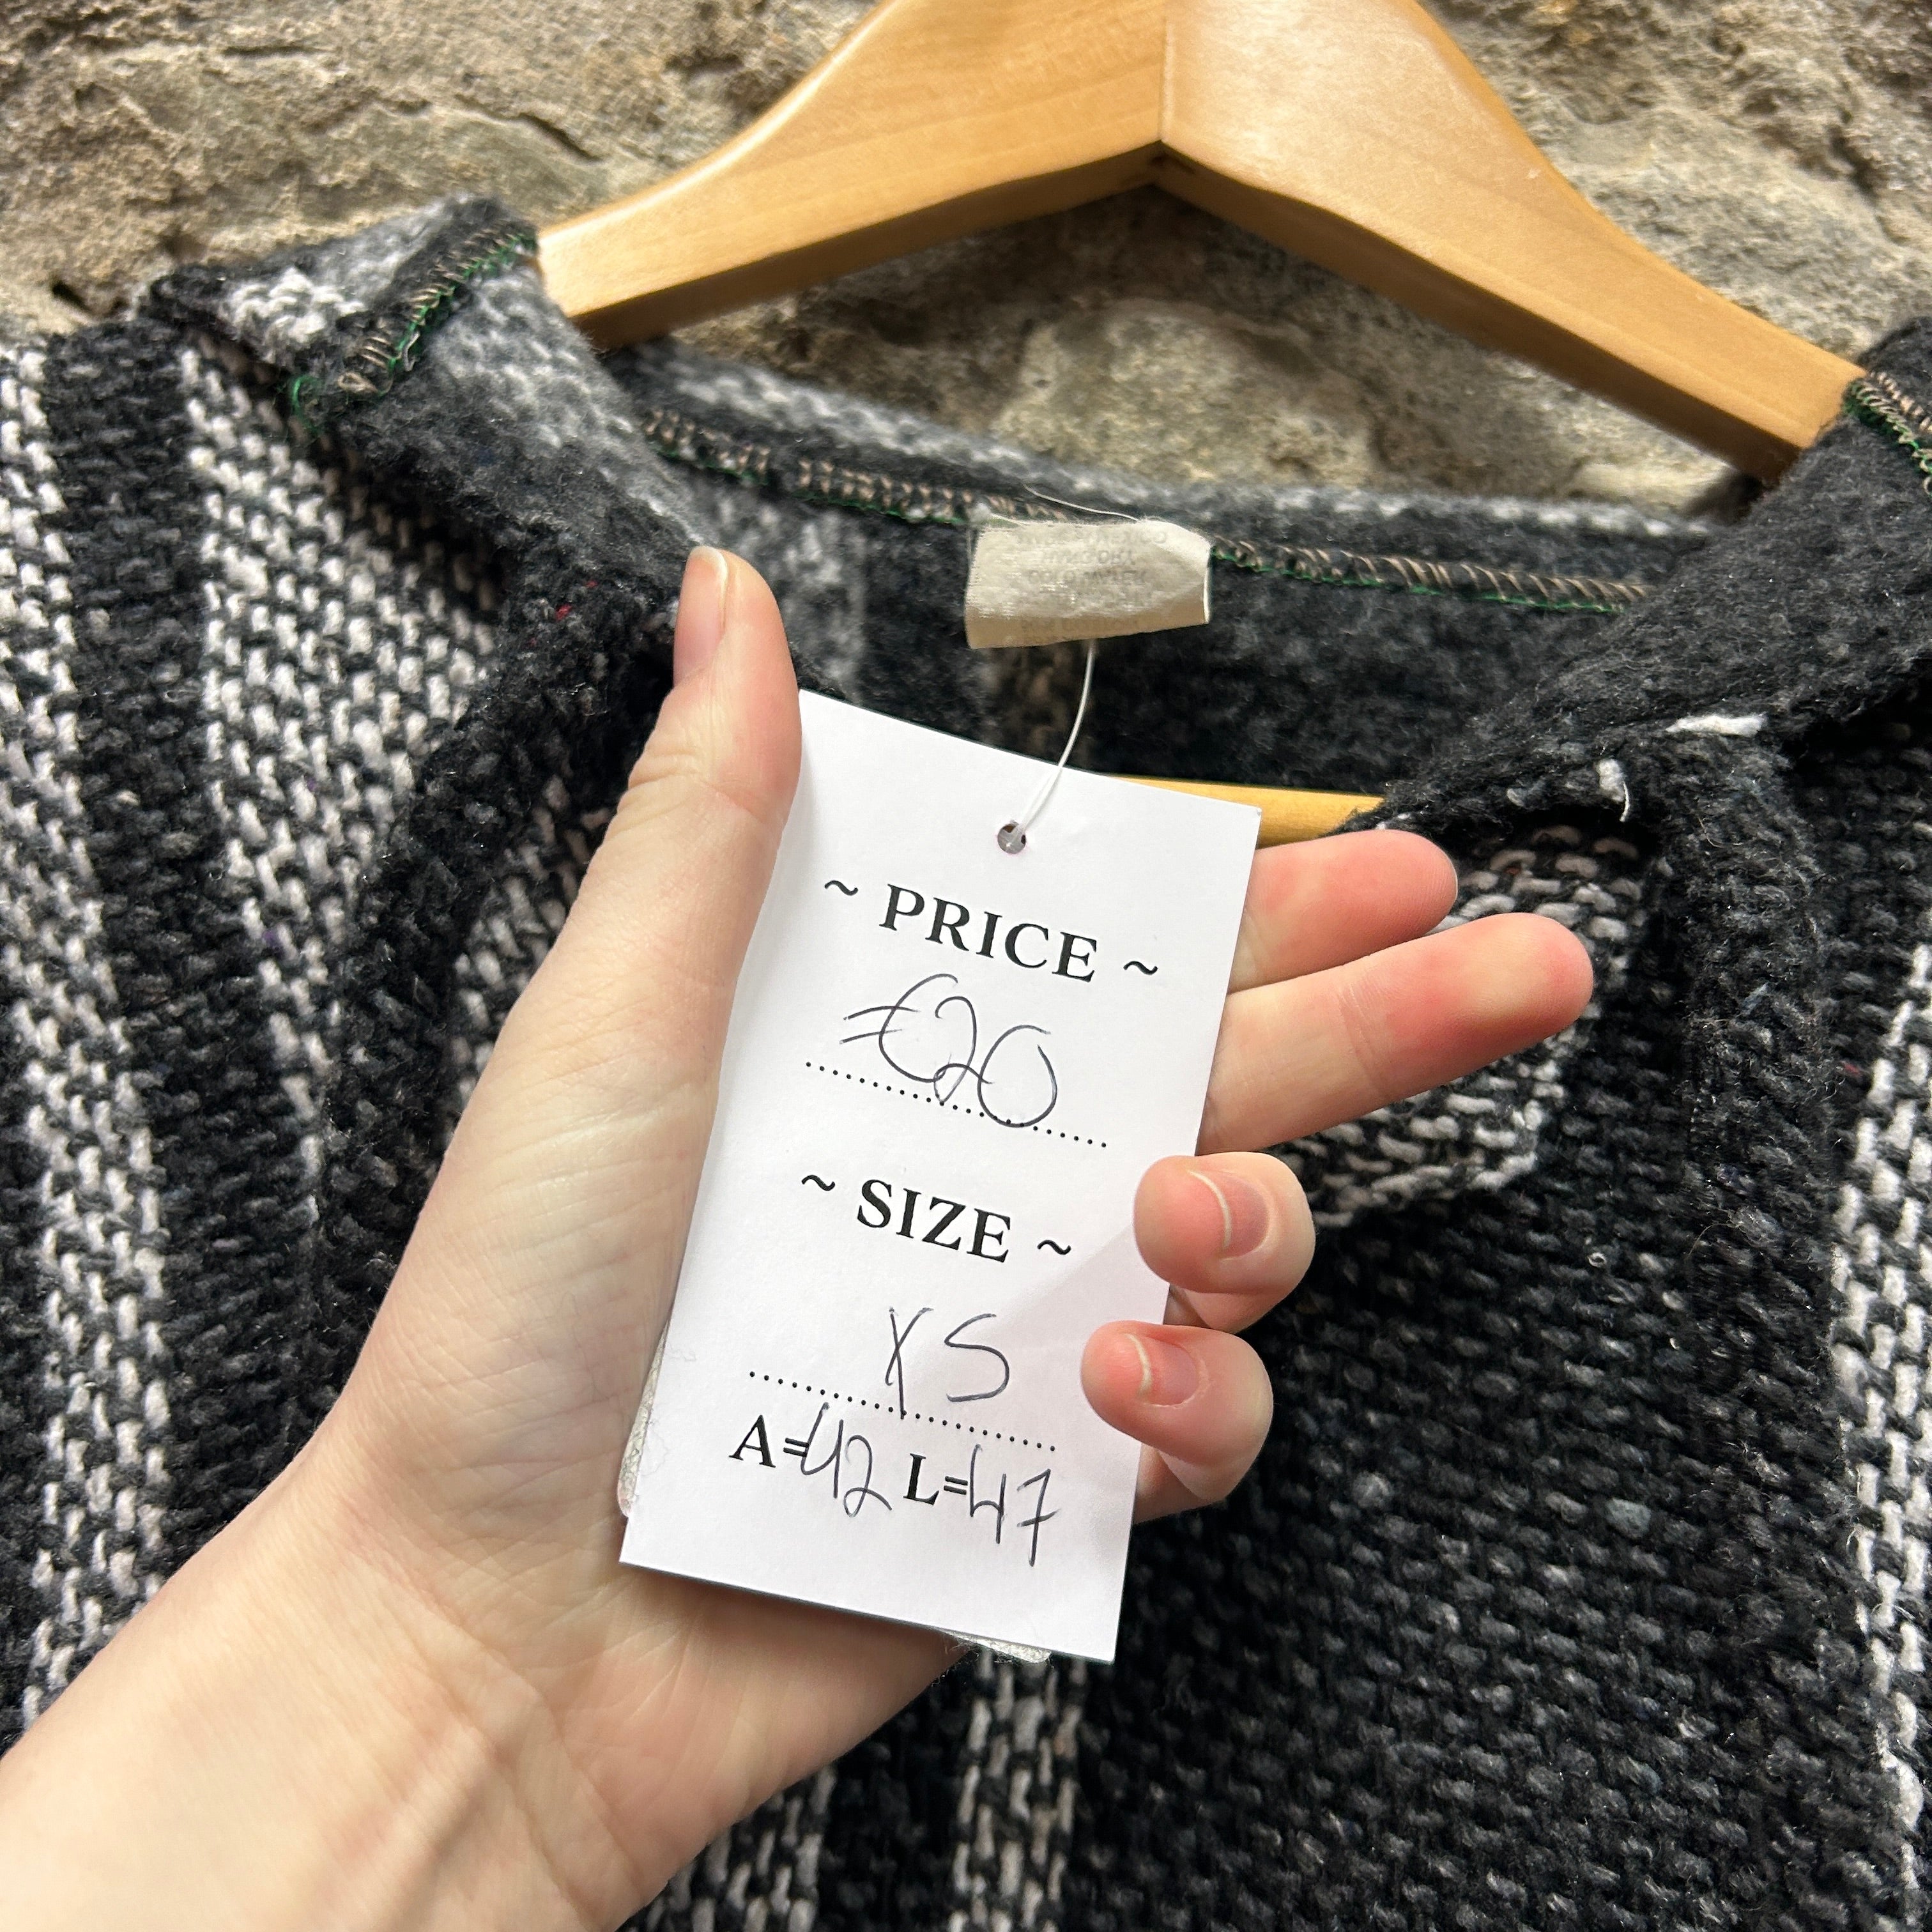 ~ PRICE ~
€20
~ SIZE ~
XS
A=42 L=47